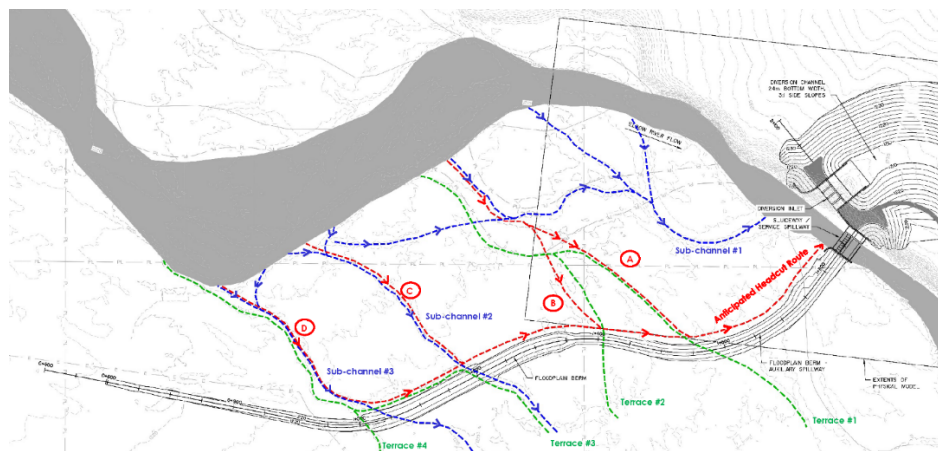 DIVERSION CHANNEL
24m BOTTOM WIDTH,
3:1 SIDE SLOPES
ELBOW RIVER FLOW
DIVERSION INLET
SLUICEWAY /
SERVICE SPILLWAY
Sub-channel #1
A
Anticipated Headcut Route
C
B
Sub-channel #2
D
Sub-channel #3
FLOODPLAIN BERM
FLOODPLAIN BERM
AUXILIARY SPILLWAY
EXTENTS OF
PHYSICAL MODEL
Terrace #2
Terrace #1
Terrace #3
Terrace #4